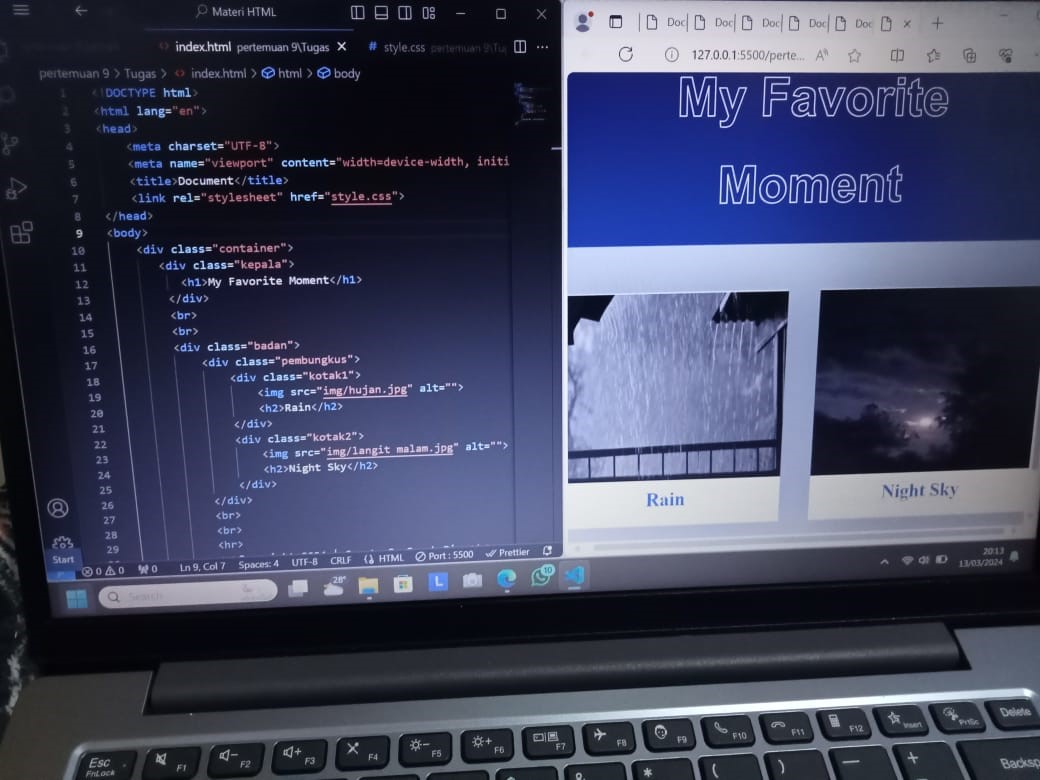 Materi HTML
index.html pertemuan 9\Tugas
# style.css pertemuan 9\Tu
pertemuan 9 > Tugas > index.html > html > body
1 <!DOCTYPE html>
2 <html lang="en">
3 <head>
4 <meta charset="UTF-8">
5 <meta name="viewport" content="width=device-width, initi
6 <title>Document</title>
7 <link rel="stylesheet" href="style.css">
8 </head>
9 <body>
10 <div class="container">
11 <div class="kepala">
12 <h1>My Favorite Moment</h1>
13 </div>
14 <br>
15 <br>
16 <div class="badan">
17 <div class="pembungkus">
18 <div class="kotak1">
19 <img src="img/hujan.jpg" alt="">
20 <h2>Rain</h2>
21 </div>
22 <div class="kotak2">
23 <img src="img/langit malam.jpg" alt="">
24 <h2>Night Sky</h2>
25 </div>
26 </div>
27 <br>
28 <br>
29 <hr>
Start
0 0 0 Ln 9, Col 7 Spaces: 4 UTF-8 CRLF HTML Port : 5500 Prettier
Doc Doc Doc Doc Doc
127.0.0.1:5500/perte...
My Favorite
Moment
Rain
Night Sky
Search
28°
L
10
20:13
13/03/2024
Esc FnLock F1 F2 F3 F4 F5 F6 F7 F8 F9 F10 F11 F12 Insert PrtSc Delete
* ( ) — + Backsp